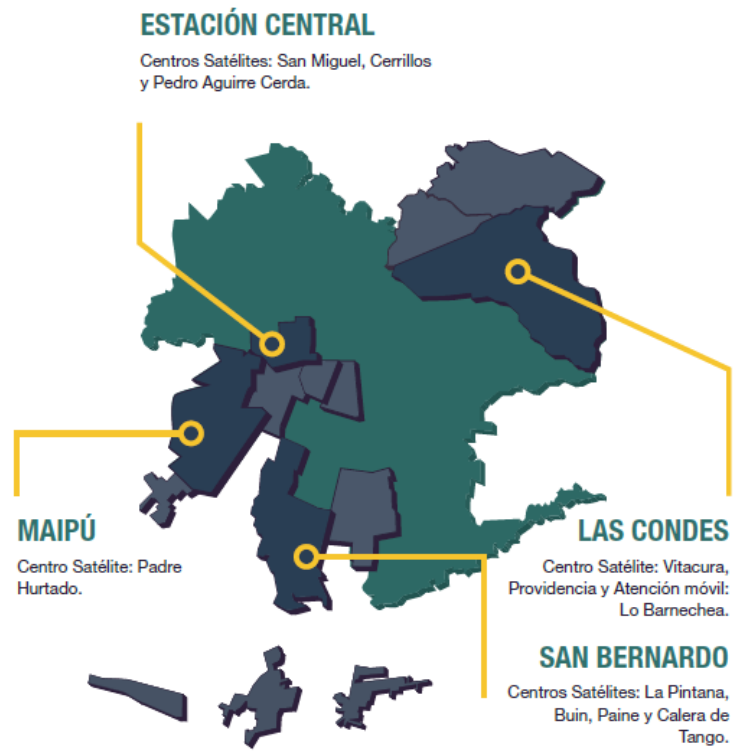 ESTACIÓN CENTRAL
Centros Satélites: San Miguel, Cerrillos
y Pedro Aguirre Cerda.
MAIPÚ
Centro Satélite: Padre
Hurtado.
LAS CONDES
Centro Satélite: Vitacura,
Providencia y Atención móvil:
Lo Barnechea.
SAN BERNARDO
Centros Satélites: La Pintana,
Buin, Paine y Calera de
Tango.